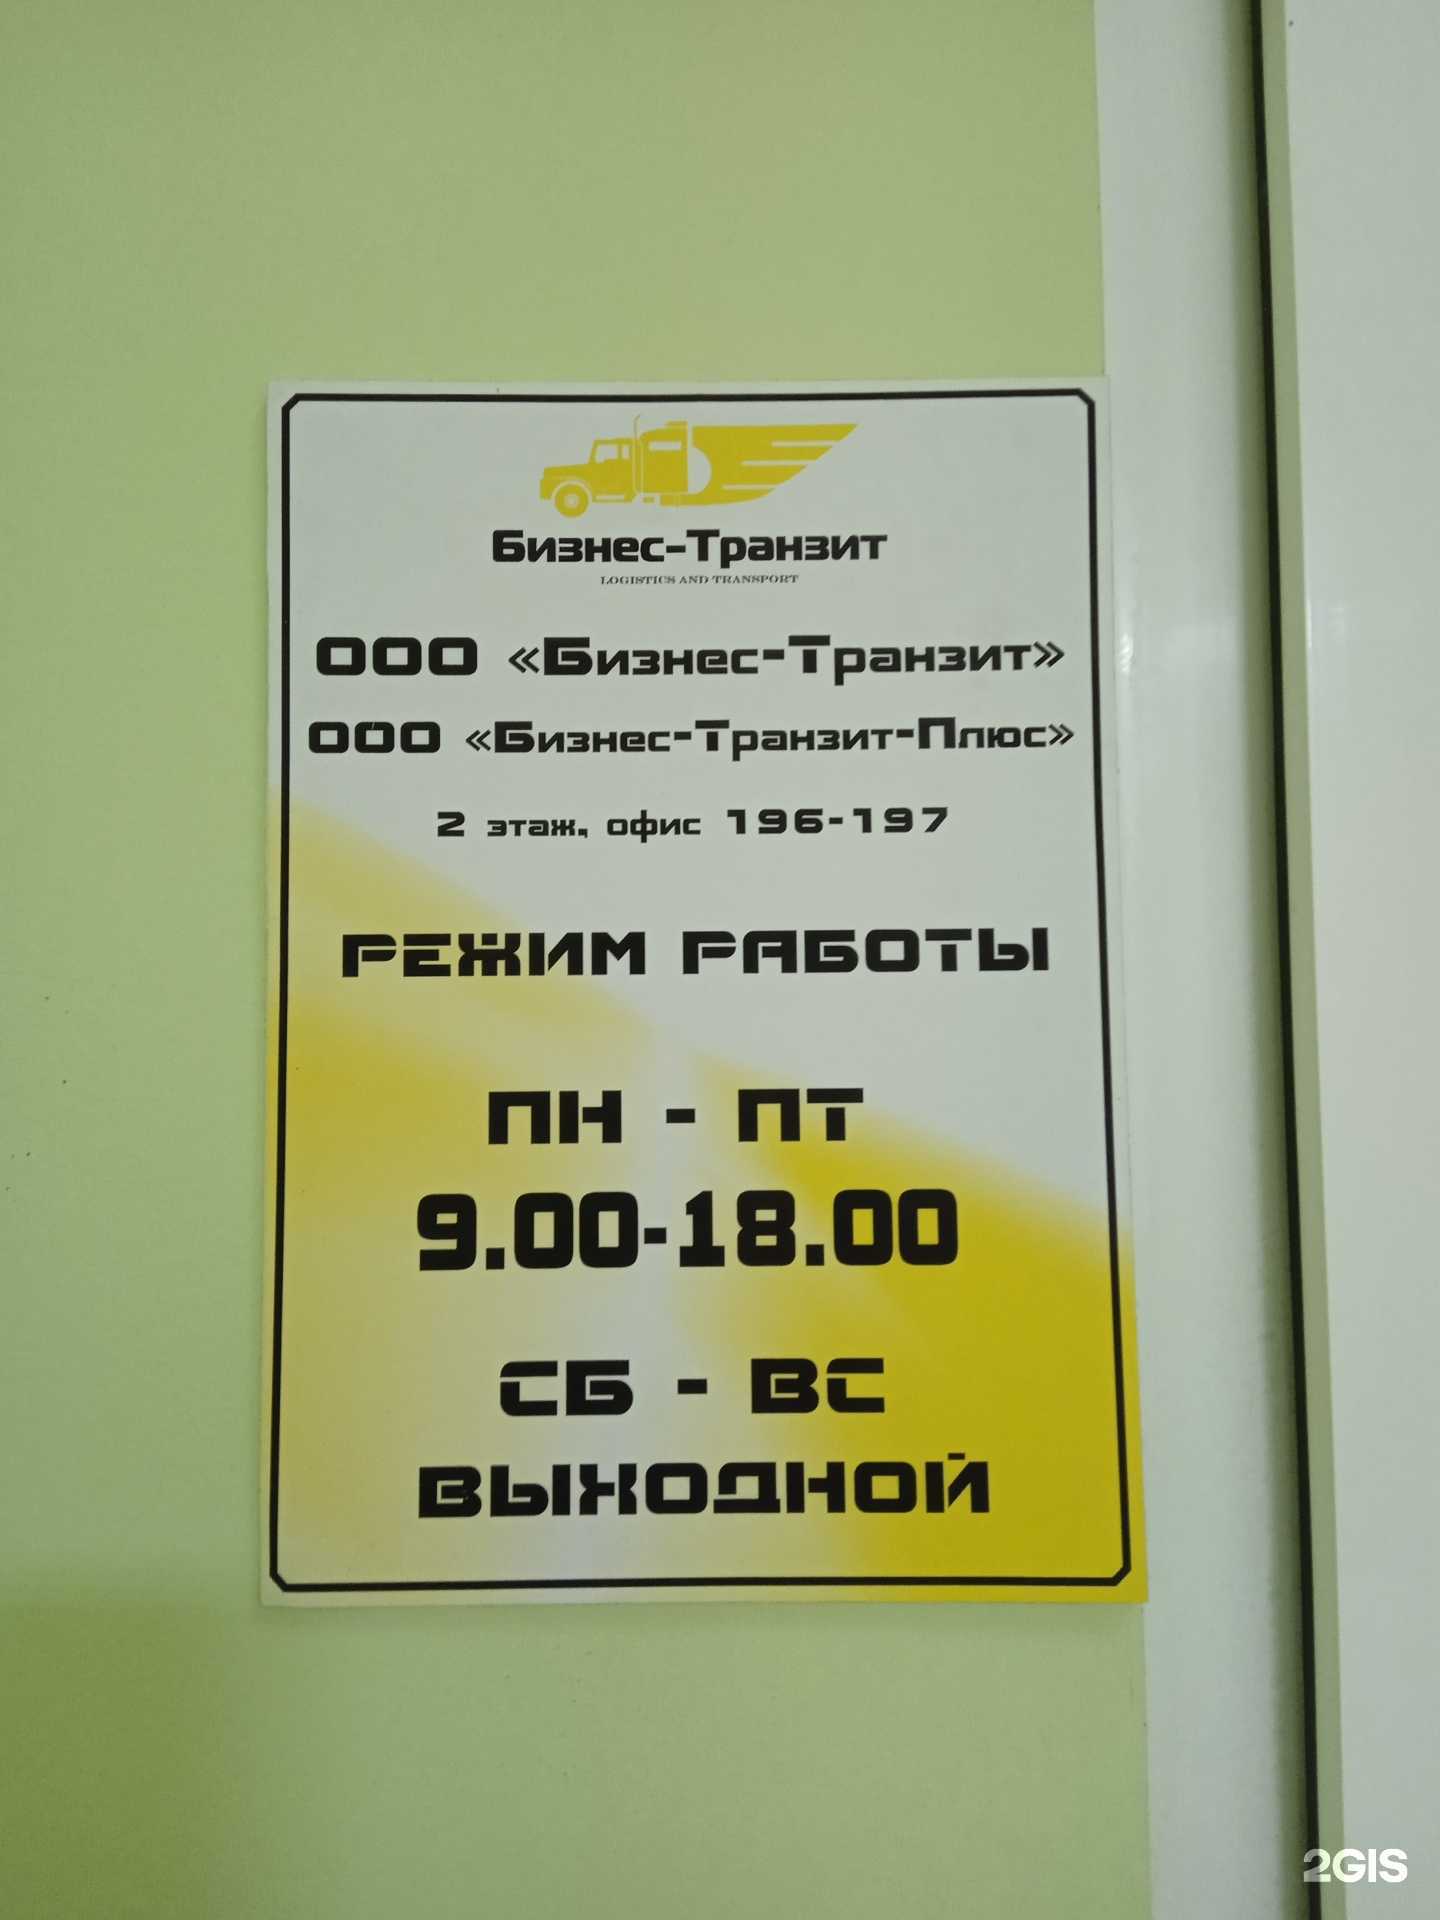 Бизнес-Транзит
LOGISTICS AND TRANSPORT
ООО «Бизнес-Транзит»
ООО «Бизнес-Транзит-Плюс»
2 этаж, офис 196-197
РЕЖИМ РАБОТЫ
ПН - ПТ
9.00-18.00
СБ - ВС
ВЫХОДНОЙ
2GIS